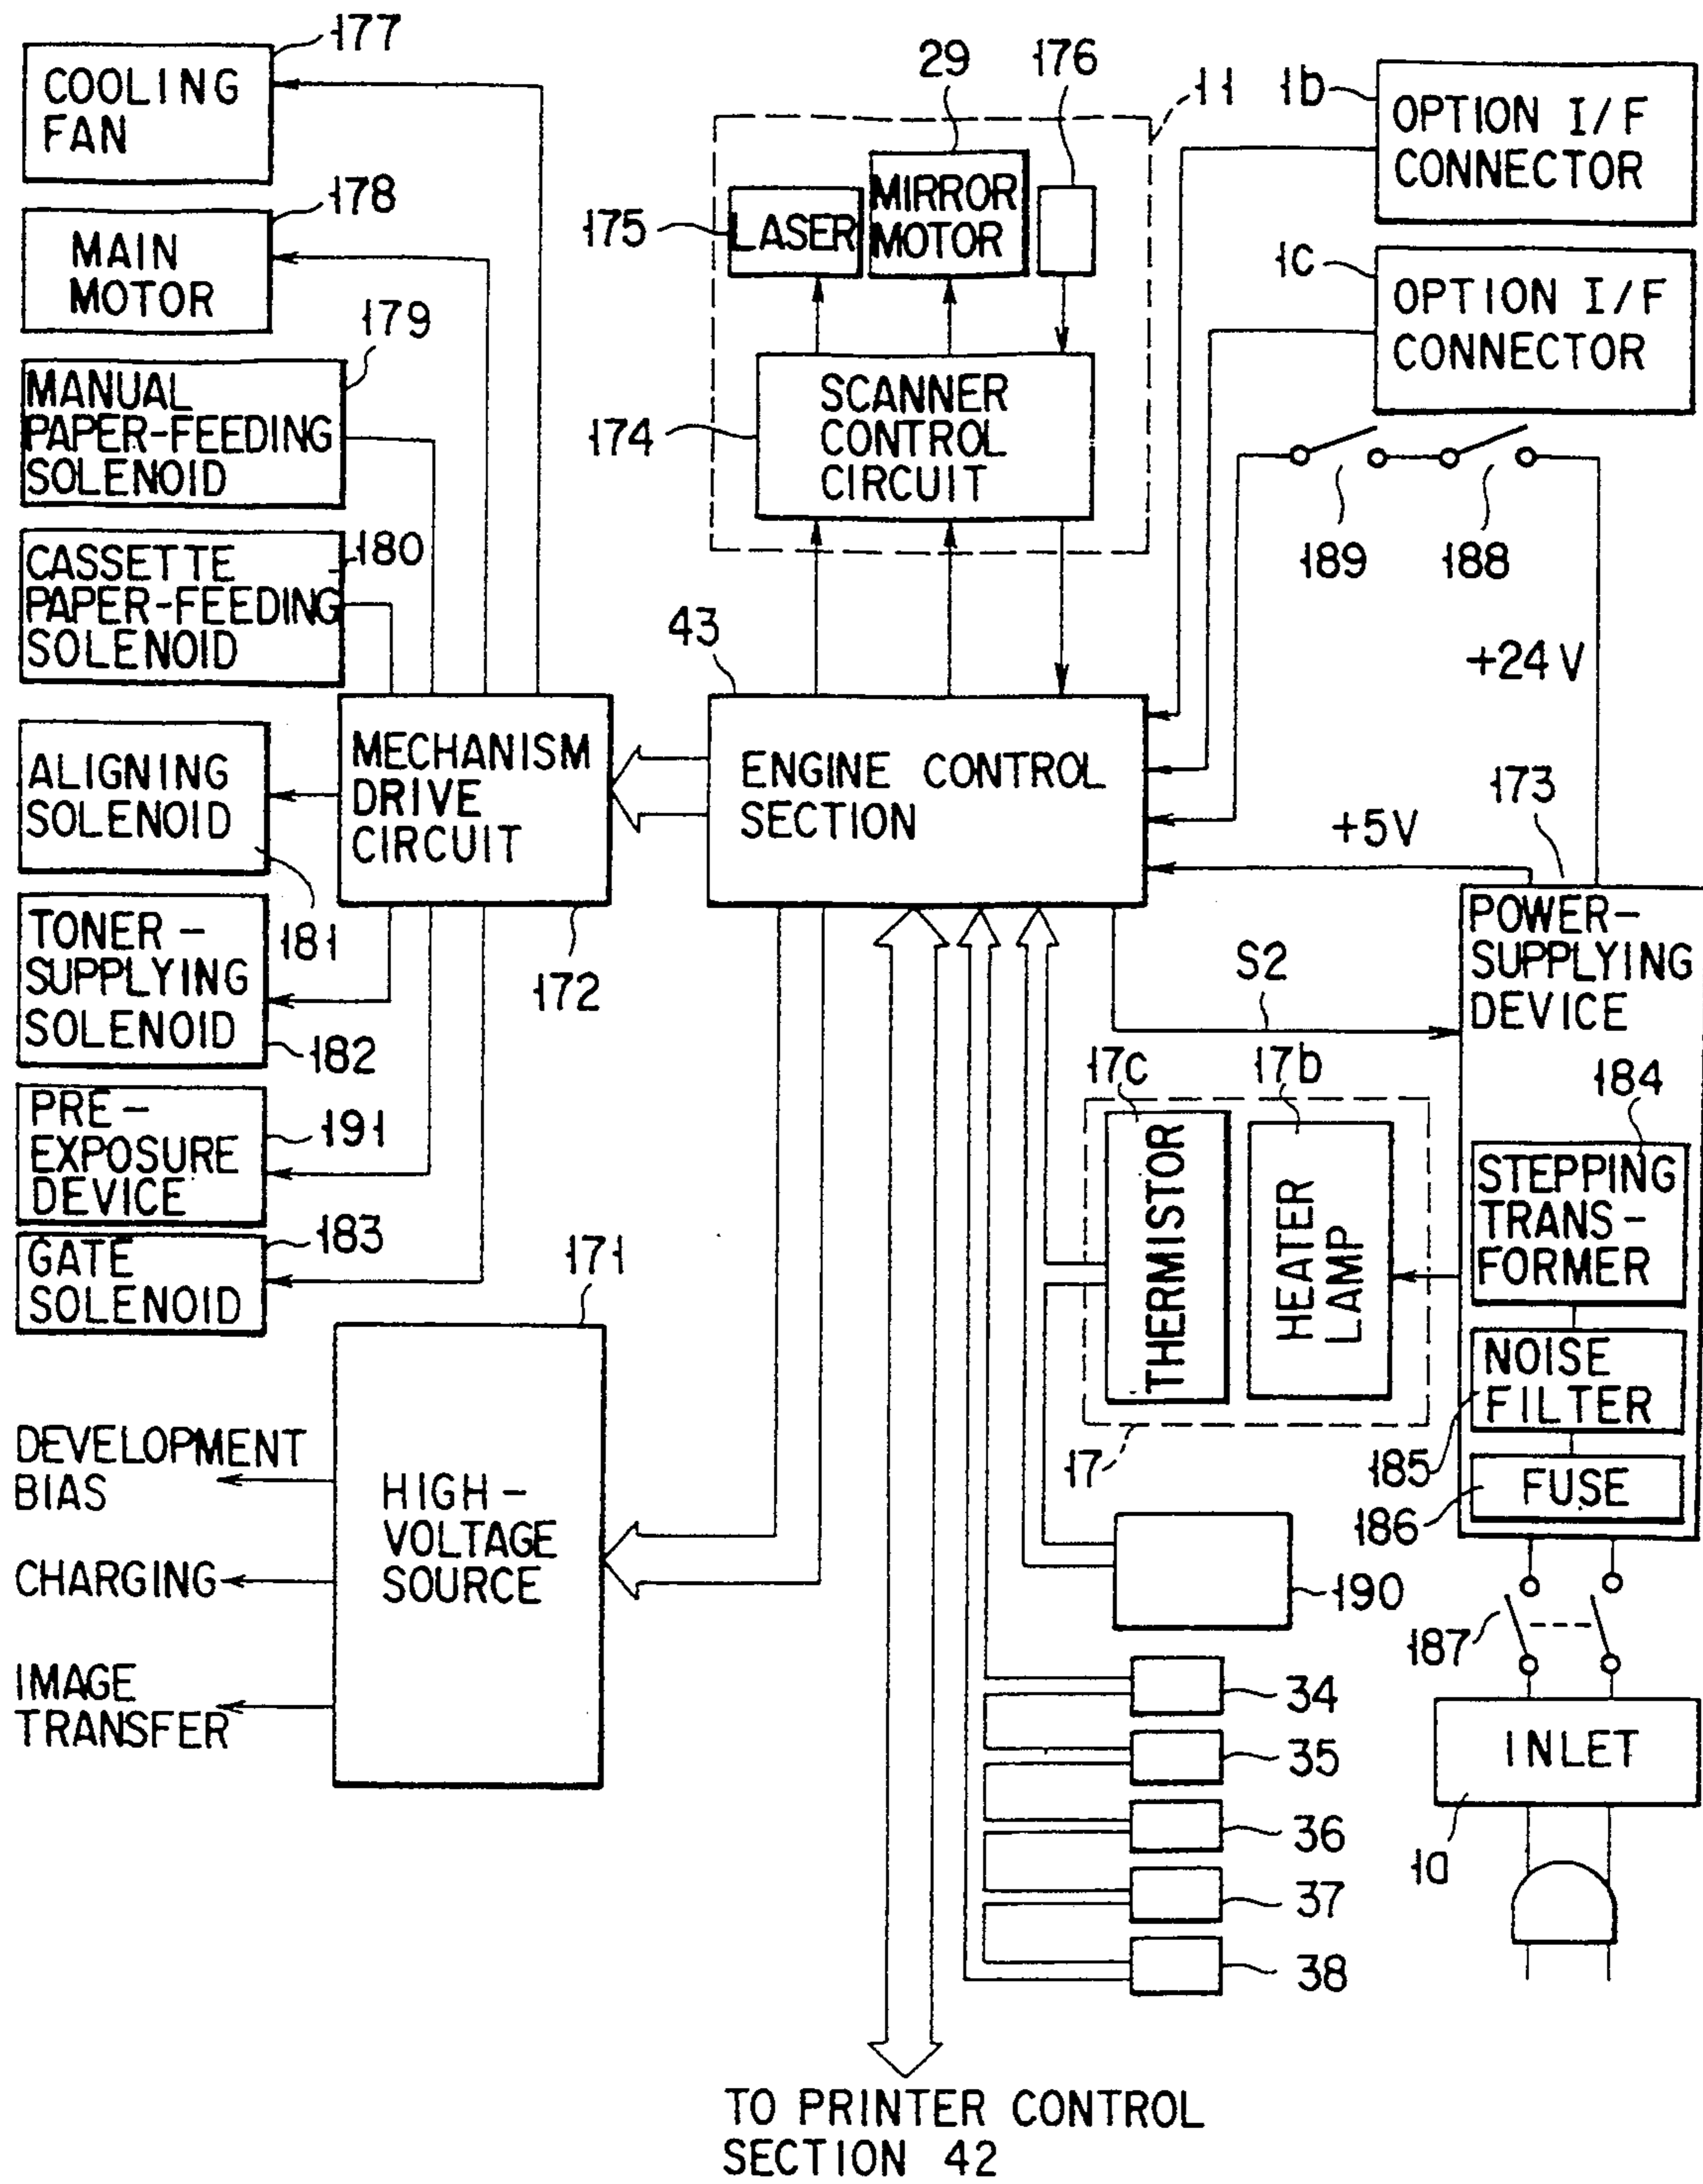 177
COOLING
FAN
178
MAIN
MOTOR
179
MANUAL
PAPER-FEEDING
SOLENOID
180
CASSETTE
PAPER-FEEDING
SOLENOID
ALIGNING
SOLENOID
181
TONER-
SUPPLYING
SOLENOID
182
PRE-
EXPOSURE
DEVICE
191
GATE
SOLENOID
183
MECHANISM
DRIVE
CIRCUIT
172
29
176
11
175
LASER
MIRROR
MOTOR
174
SCANNER
CONTROL
CIRCUIT
43
ENGINE CONTROL
SECTION
1b
OPTION I/F
CONNECTOR
1c
OPTION I/F
CONNECTOR
189
188
+24V
173
+5V
S2
POWER-
SUPPLYING
DEVICE
184
STEPPING
TRANS-
FORMER
NOISE
FILTER
185
FUSE
186
17c
17b
THERMISTOR
HEATER
LAMP
17
171
HIGH-
VOLTAGE
SOURCE
DEVELOPMENT
BIAS
CHARGING
IMAGE
TRANSFER
190
187
34
35
36
37
38
INLET
1a
TO PRINTER CONTROL
SECTION 42